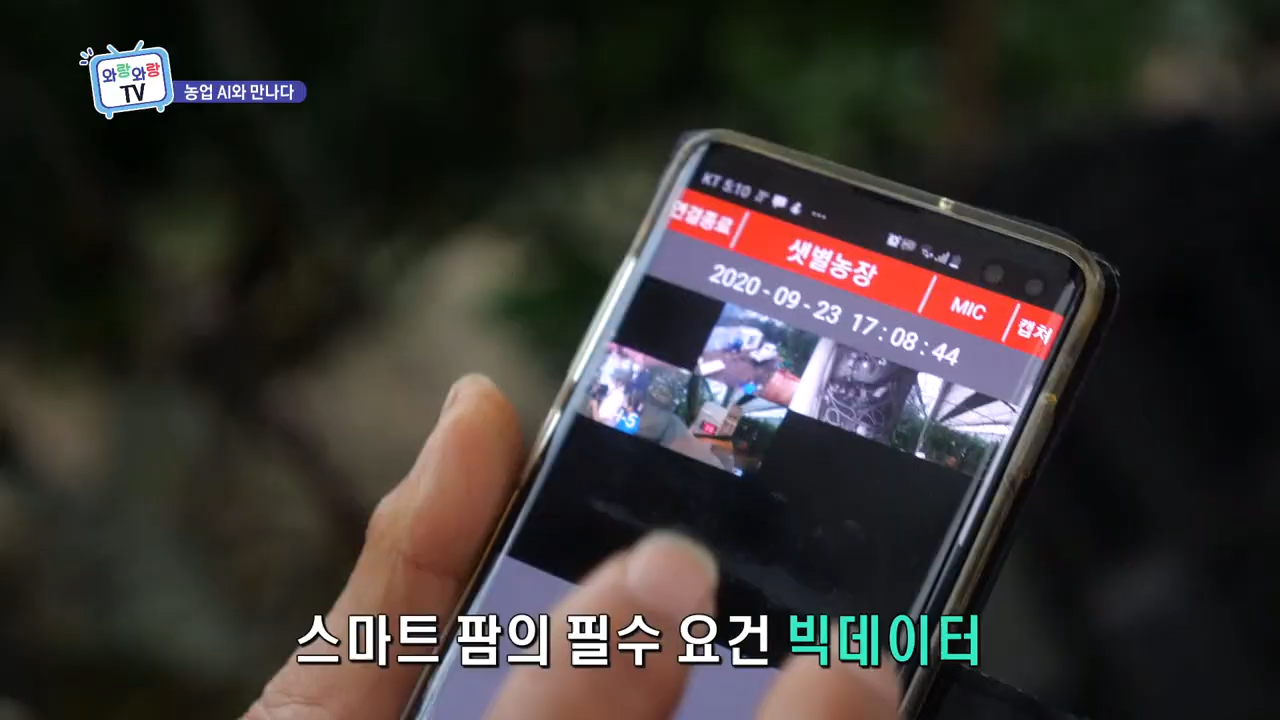 와랑와랑
TV
농업 AI와 만나다
KT 5:10
연결종료
샛별농장
MIC
캡쳐
2020-09-23 17:08:44
스마트 팜의 필수 요건 빅데이터